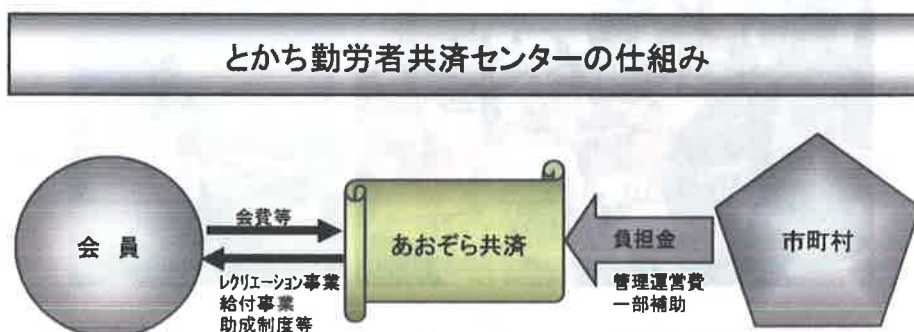 とかち勤労者共済センターの仕組み
会 員
会費等
レクリエーション事業
給付事業
助成制度等
あおぞら共済
負担金
管理運営費
一部補助
市町村